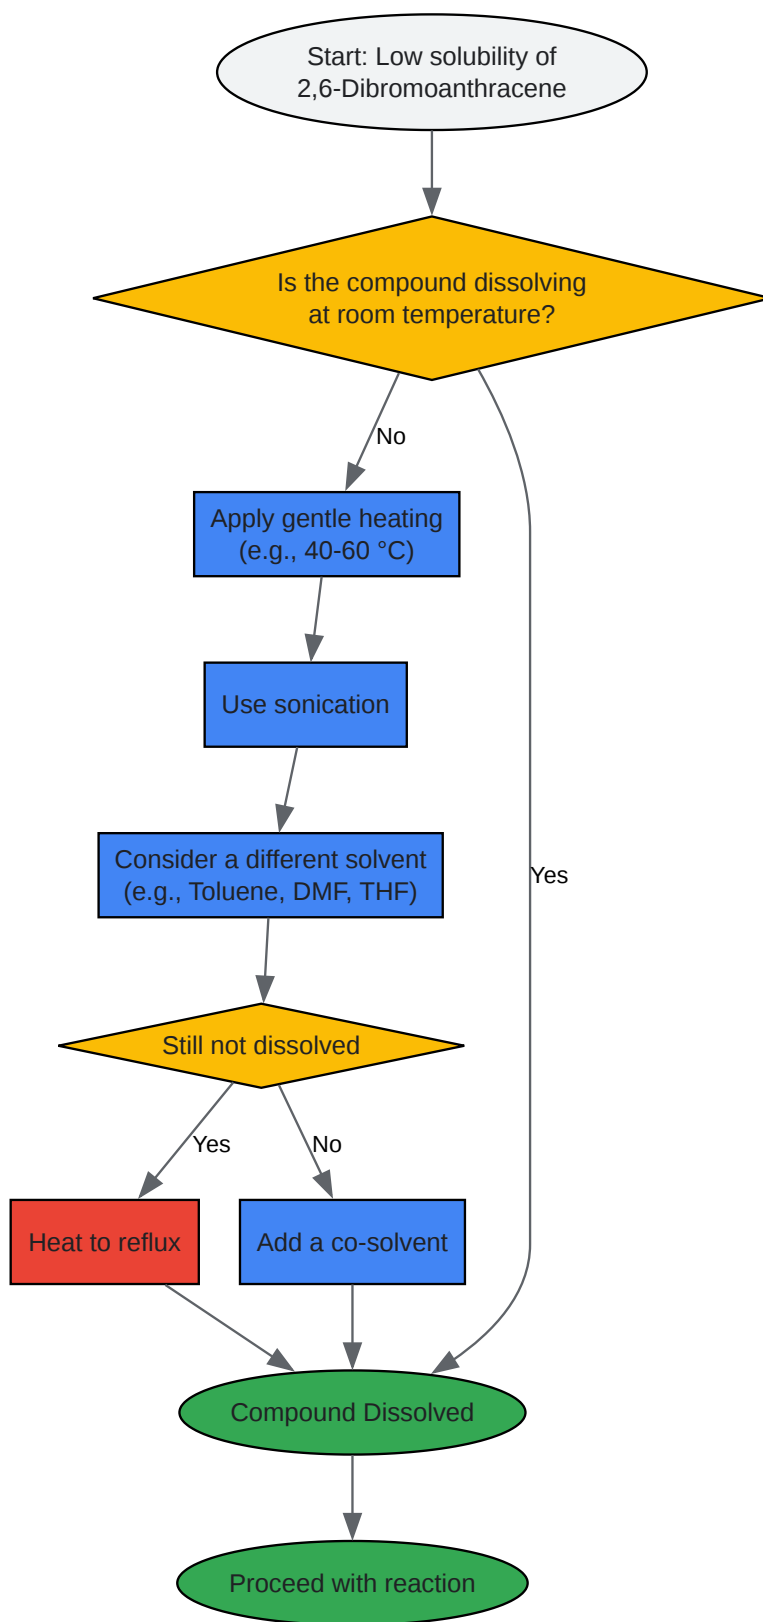 Start: Low solubility of
2,6-Dibromoanthracene
Is the compound dissolving
at room temperature?
No
Apply gentle heating
(e.g., 40-60 °C)
Use sonication
Consider a different solvent
(e.g., Toluene, DMF, THF)
Yes
Still not dissolved
Yes
No
Heat to reflux
Add a co-solvent
Compound Dissolved
Proceed with reaction